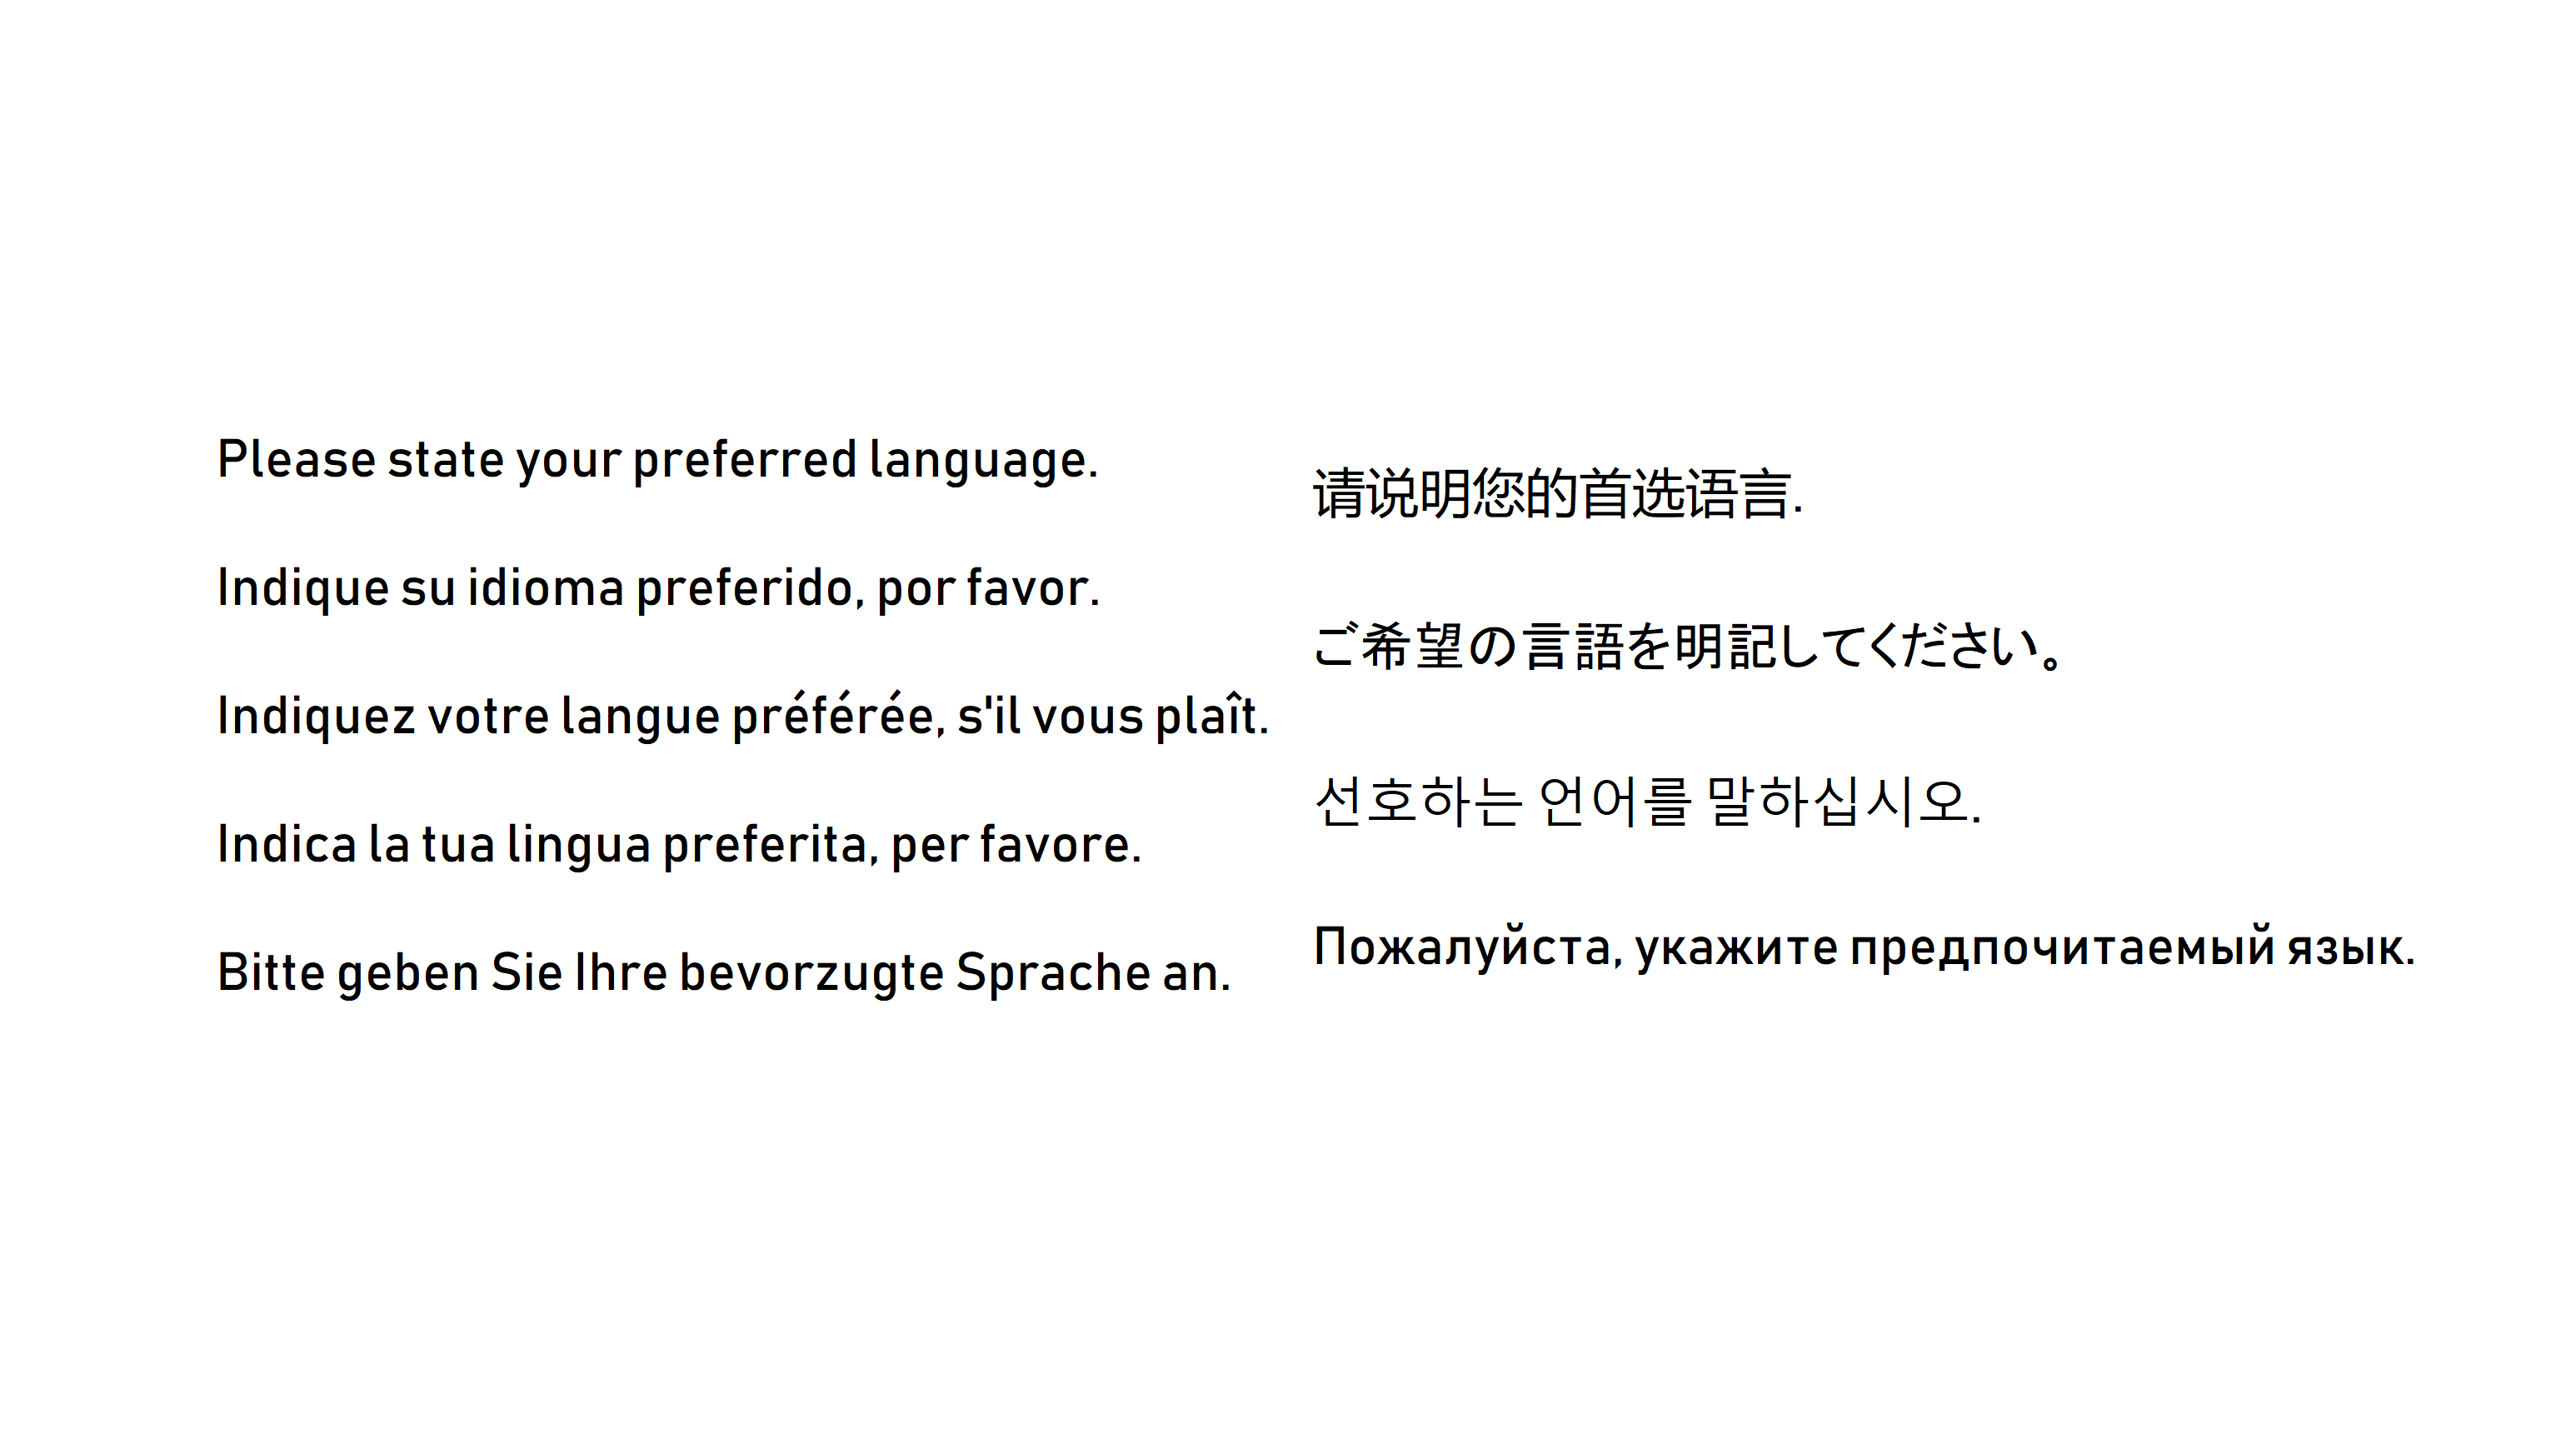 Please state your preferred language.
Indique su idioma preferido, por favor.
Indiquez votre langue préférée, s'il vous plaît.
Indica la tua lingua preferita, per favore.
Bitte geben Sie Ihre bevorzugte Sprache an.
请说明您的首选语言.
ご希望の言語を明記してください。
선호하는 언어를 말하십시오.
Пожалуйста, укажите предпочитаемый язык.